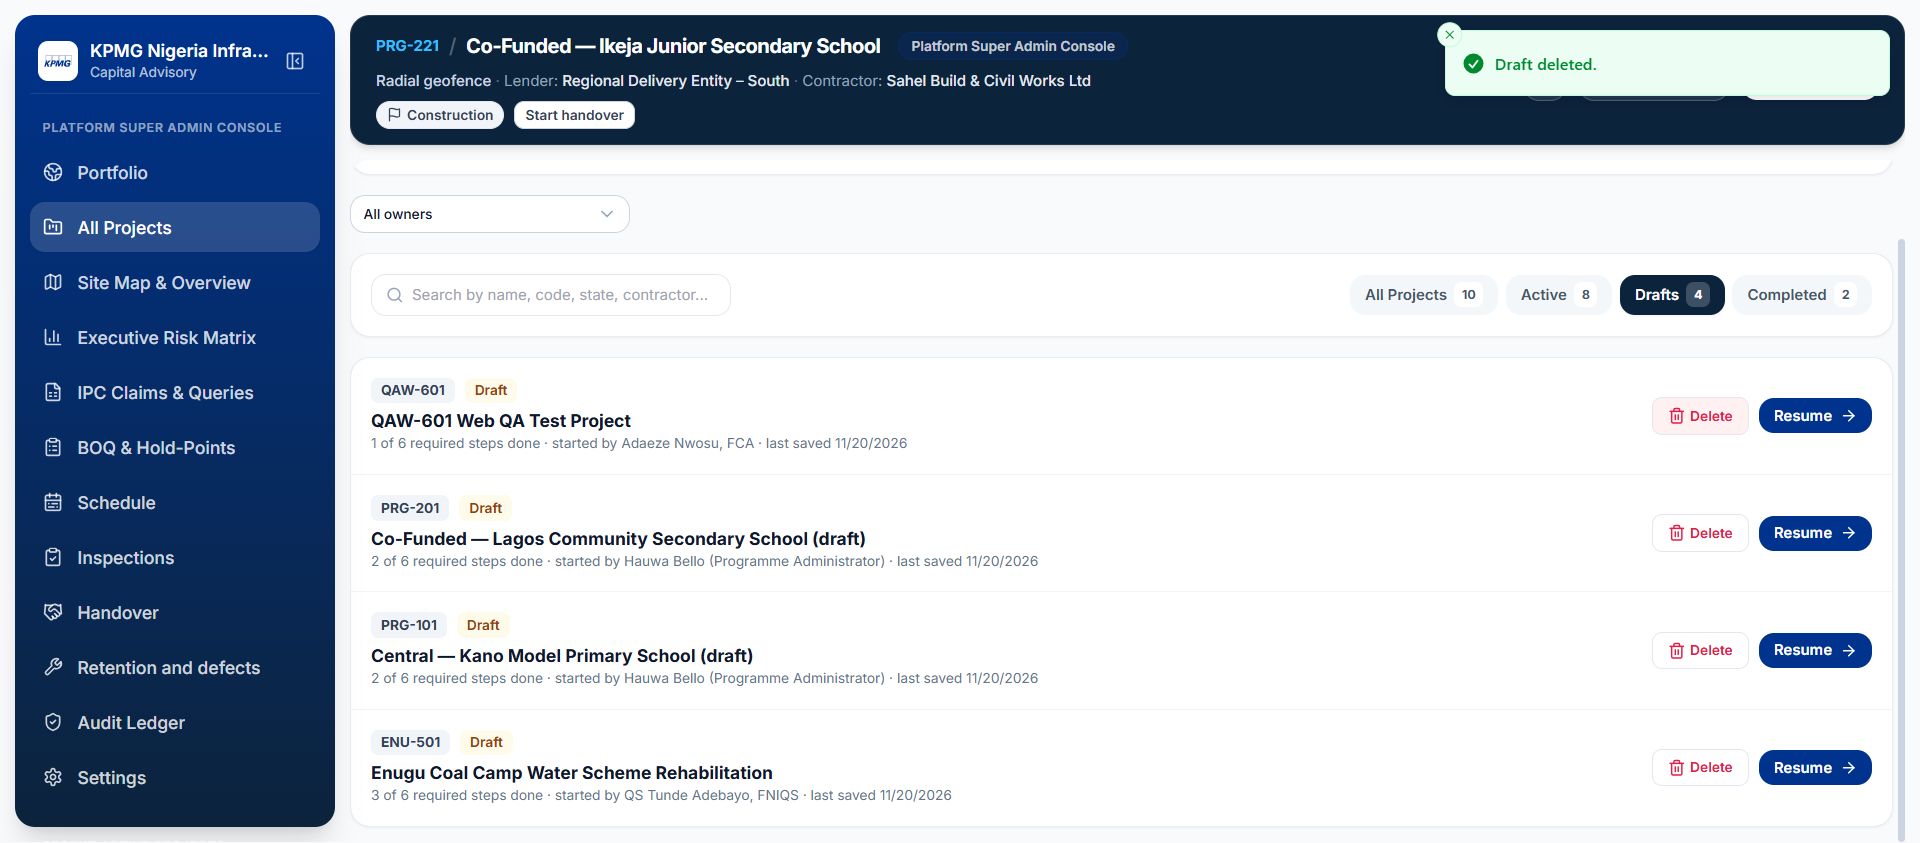 KPMG
KPMG Nigeria Infra...
Capital Advisory
PLATFORM SUPER ADMIN CONSOLE
Portfolio
All Projects
Site Map & Overview
Executive Risk Matrix
IPC Claims & Queries
BOQ & Hold-Points
Schedule
Inspections
Handover
Retention and defects
Audit Ledger
Settings
PRG-221 / Co-Funded — Ikeja Junior Secondary School Platform Super Admin Console
Radial geofence · Lender: Regional Delivery Entity – South · Contractor: Sahel Build & Civil Works Ltd
Construction Start handover
Draft deleted.
All owners
Search by name, code, state, contractor...
All Projects 10 Active 8 Drafts 4 Completed 2
QAW-601 Draft
QAW-601 Web QA Test Project
1 of 6 required steps done · started by Adaeze Nwosu, FCA · last saved 11/20/2026
Delete Resume
PRG-201 Draft
Co-Funded — Lagos Community Secondary School (draft)
2 of 6 required steps done · started by Hauwa Bello (Programme Administrator) · last saved 11/20/2026
Delete Resume
PRG-101 Draft
Central — Kano Model Primary School (draft)
2 of 6 required steps done · started by Hauwa Bello (Programme Administrator) · last saved 11/20/2026
Delete Resume
ENU-501 Draft
Enugu Coal Camp Water Scheme Rehabilitation
3 of 6 required steps done · started by QS Tunde Adebayo, FNIQS · last saved 11/20/2026
Delete Resume